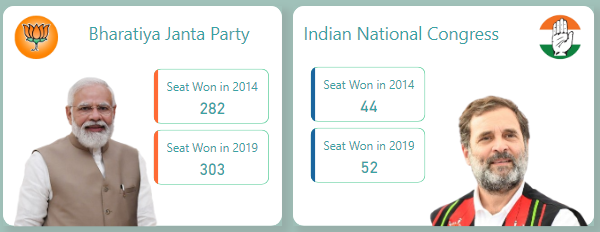 Bharatiya Janta Party
Seat Won in 2014
282
Seat Won in 2019
303
Indian National Congress
Seat Won in 2014
44
Seat Won in 2019
52